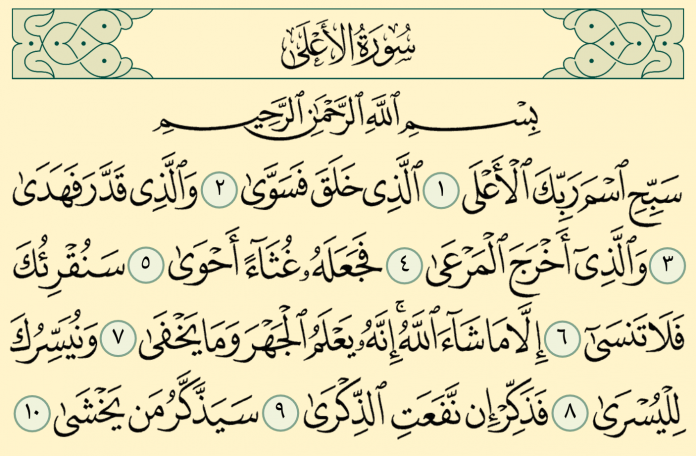 سُورَةُ الأَعْلَىٰ
بِسْمِ ٱللَّهِ ٱلرَّحْمَٰنِ ٱلرَّحِيمِ
سَبِّحِ ٱسْمَ رَبِّكَ ٱلْأَعْلَى ١ ٱلَّذِى خَلَقَ فَسَوَّىٰ ٢ وَٱلَّذِى قَدَّرَ فَهَدَىٰ
٣ وَٱلَّذِىٓ أَخْرَجَ ٱلْمَرْعَىٰ ٤ فَجَعَلَهُۥ غُثَآءً أَحْوَىٰ ٥ سَنُقْرِئُكَ
فَلَا تَنسَىٰٓ ٦ إِلَّا مَا شَآءَ ٱللَّهُ ۚ إِنَّهُۥ يَعْلَمُ ٱلْجَهْرَ وَمَا يَخْفَىٰ ٧ وَنُيَسِّرُكَ
لِلْيُسْرَىٰ ٨ فَذَكِّرْ إِن نَّفَعَتِ ٱلذِّكْرَىٰ ٩ سَيَذَّكَّرُ مَن يَخْشَىٰ ١٠